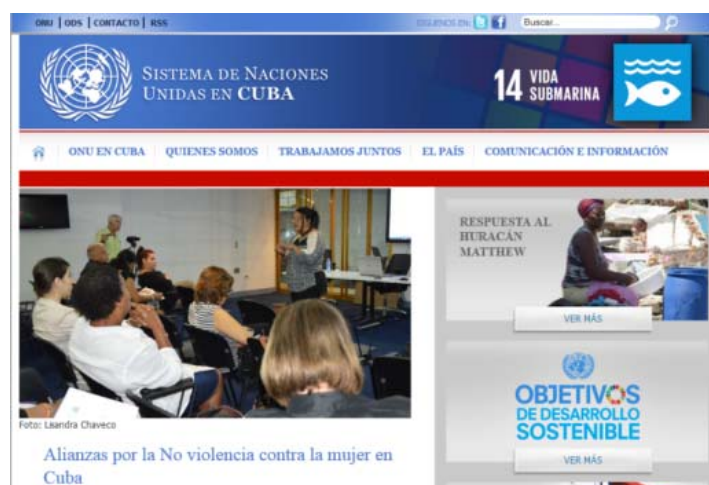 ONU | ODS | CONTACTO | RSS
SÍGUENOS EN:
Buscar...
SISTEMA DE NACIONES
UNIDAS EN CUBA
14 VIDA
SUBMARINA
ONU EN CUBA
QUIENES SOMOS
TRABAJAMOS JUNTOS
EL PAÍS
COMUNICACIÓN E INFORMACIÓN
RESPUESTA AL
HURACÁN
MATTHEW
VER MÁS
OBJETIVOS
DE DESARROLLO
SOSTENIBLE
VER MÁS
Foto: Leandra Chaveco
Alianzas por la No violencia contra la mujer en
Cuba